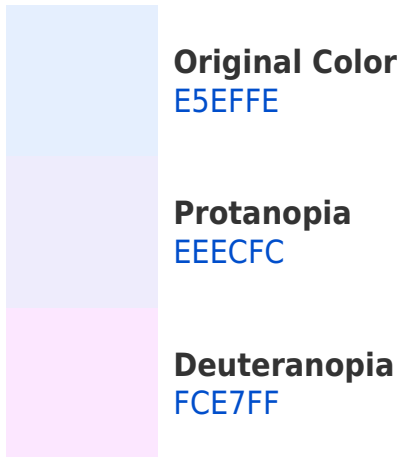 Original Color
E5EFFE
Protanopia
EEECFC
Deuteranopia
FCE7FF